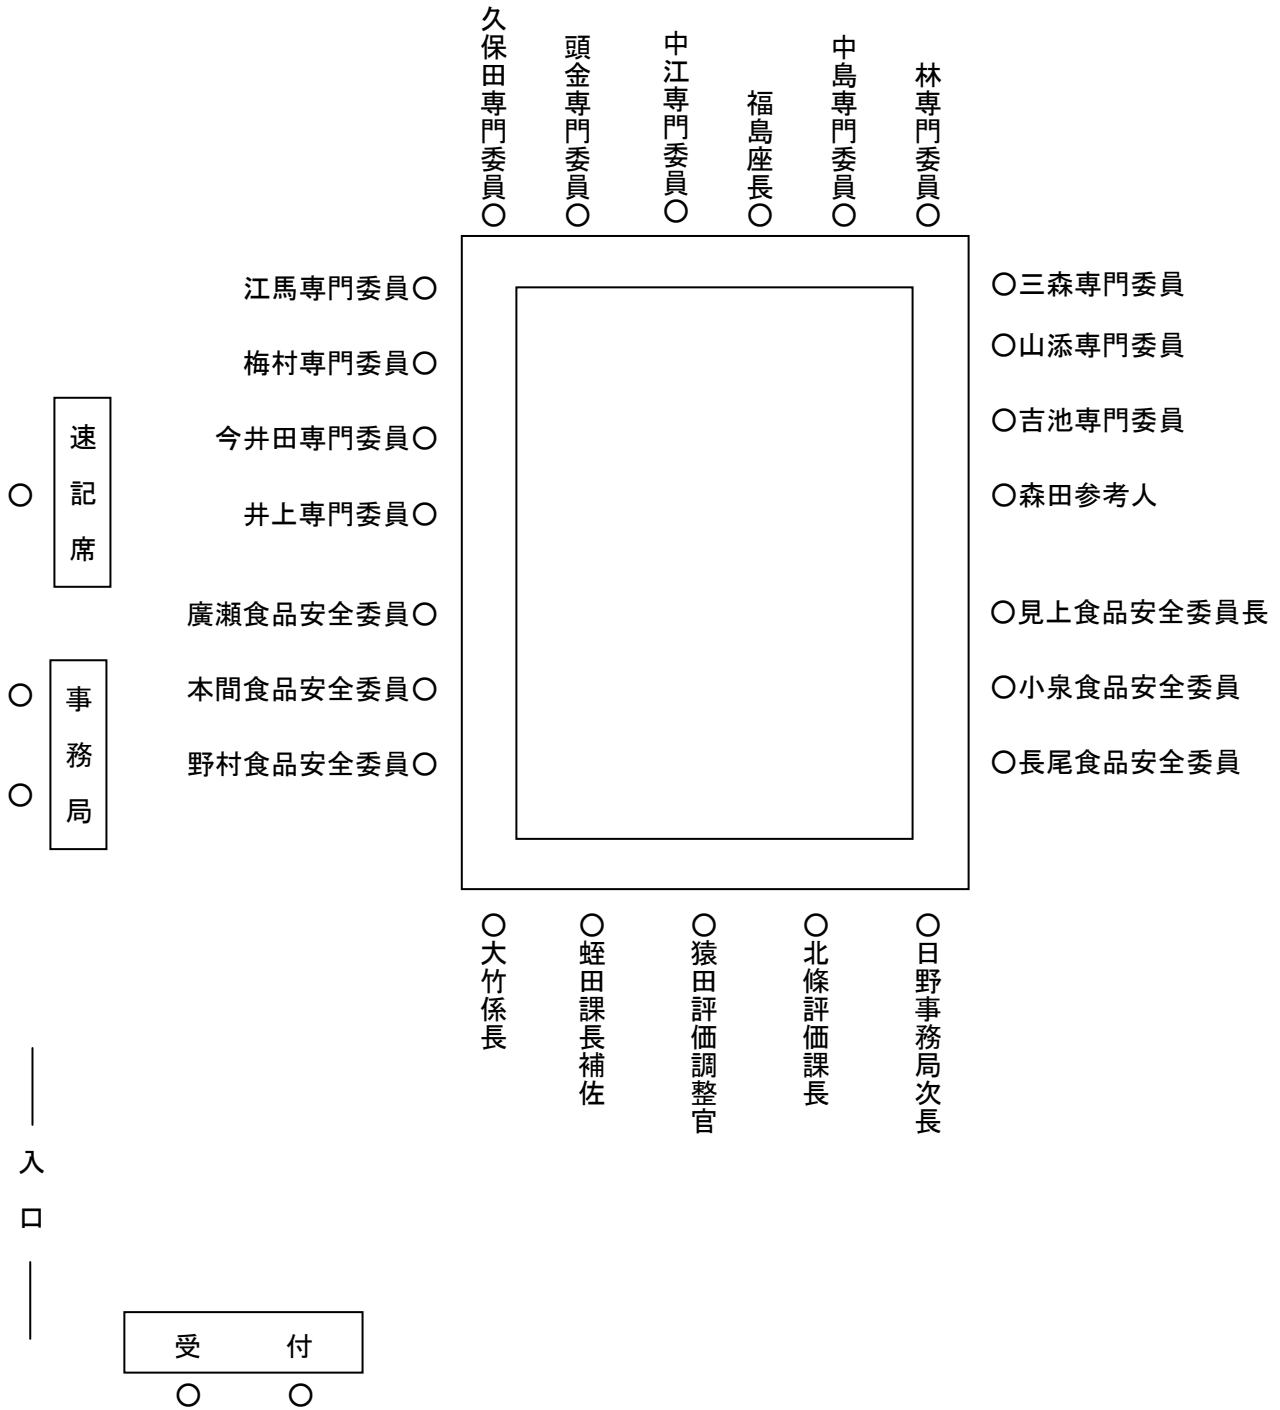 久保田専門委員○
頭金専門委員○
中江専門委員○
福島座長○
中島専門委員○
林専門委員○
江馬専門委員○
梅村専門委員○
今井田専門委員○
井上専門委員○
廣瀬食品安全委員○
本間食品安全委員○
野村食品安全委員○
○三森専門委員
○山添専門委員
○吉池専門委員
○森田参考人
○見上食品安全委員長
○小泉食品安全委員
○長尾食品安全委員
速記席
○
事務局
○
○
○大竹係長
○蛭田課長補佐
○猿田評価調整官
○北條評価課長
○日野事務局次長
入口
受 付
○ ○